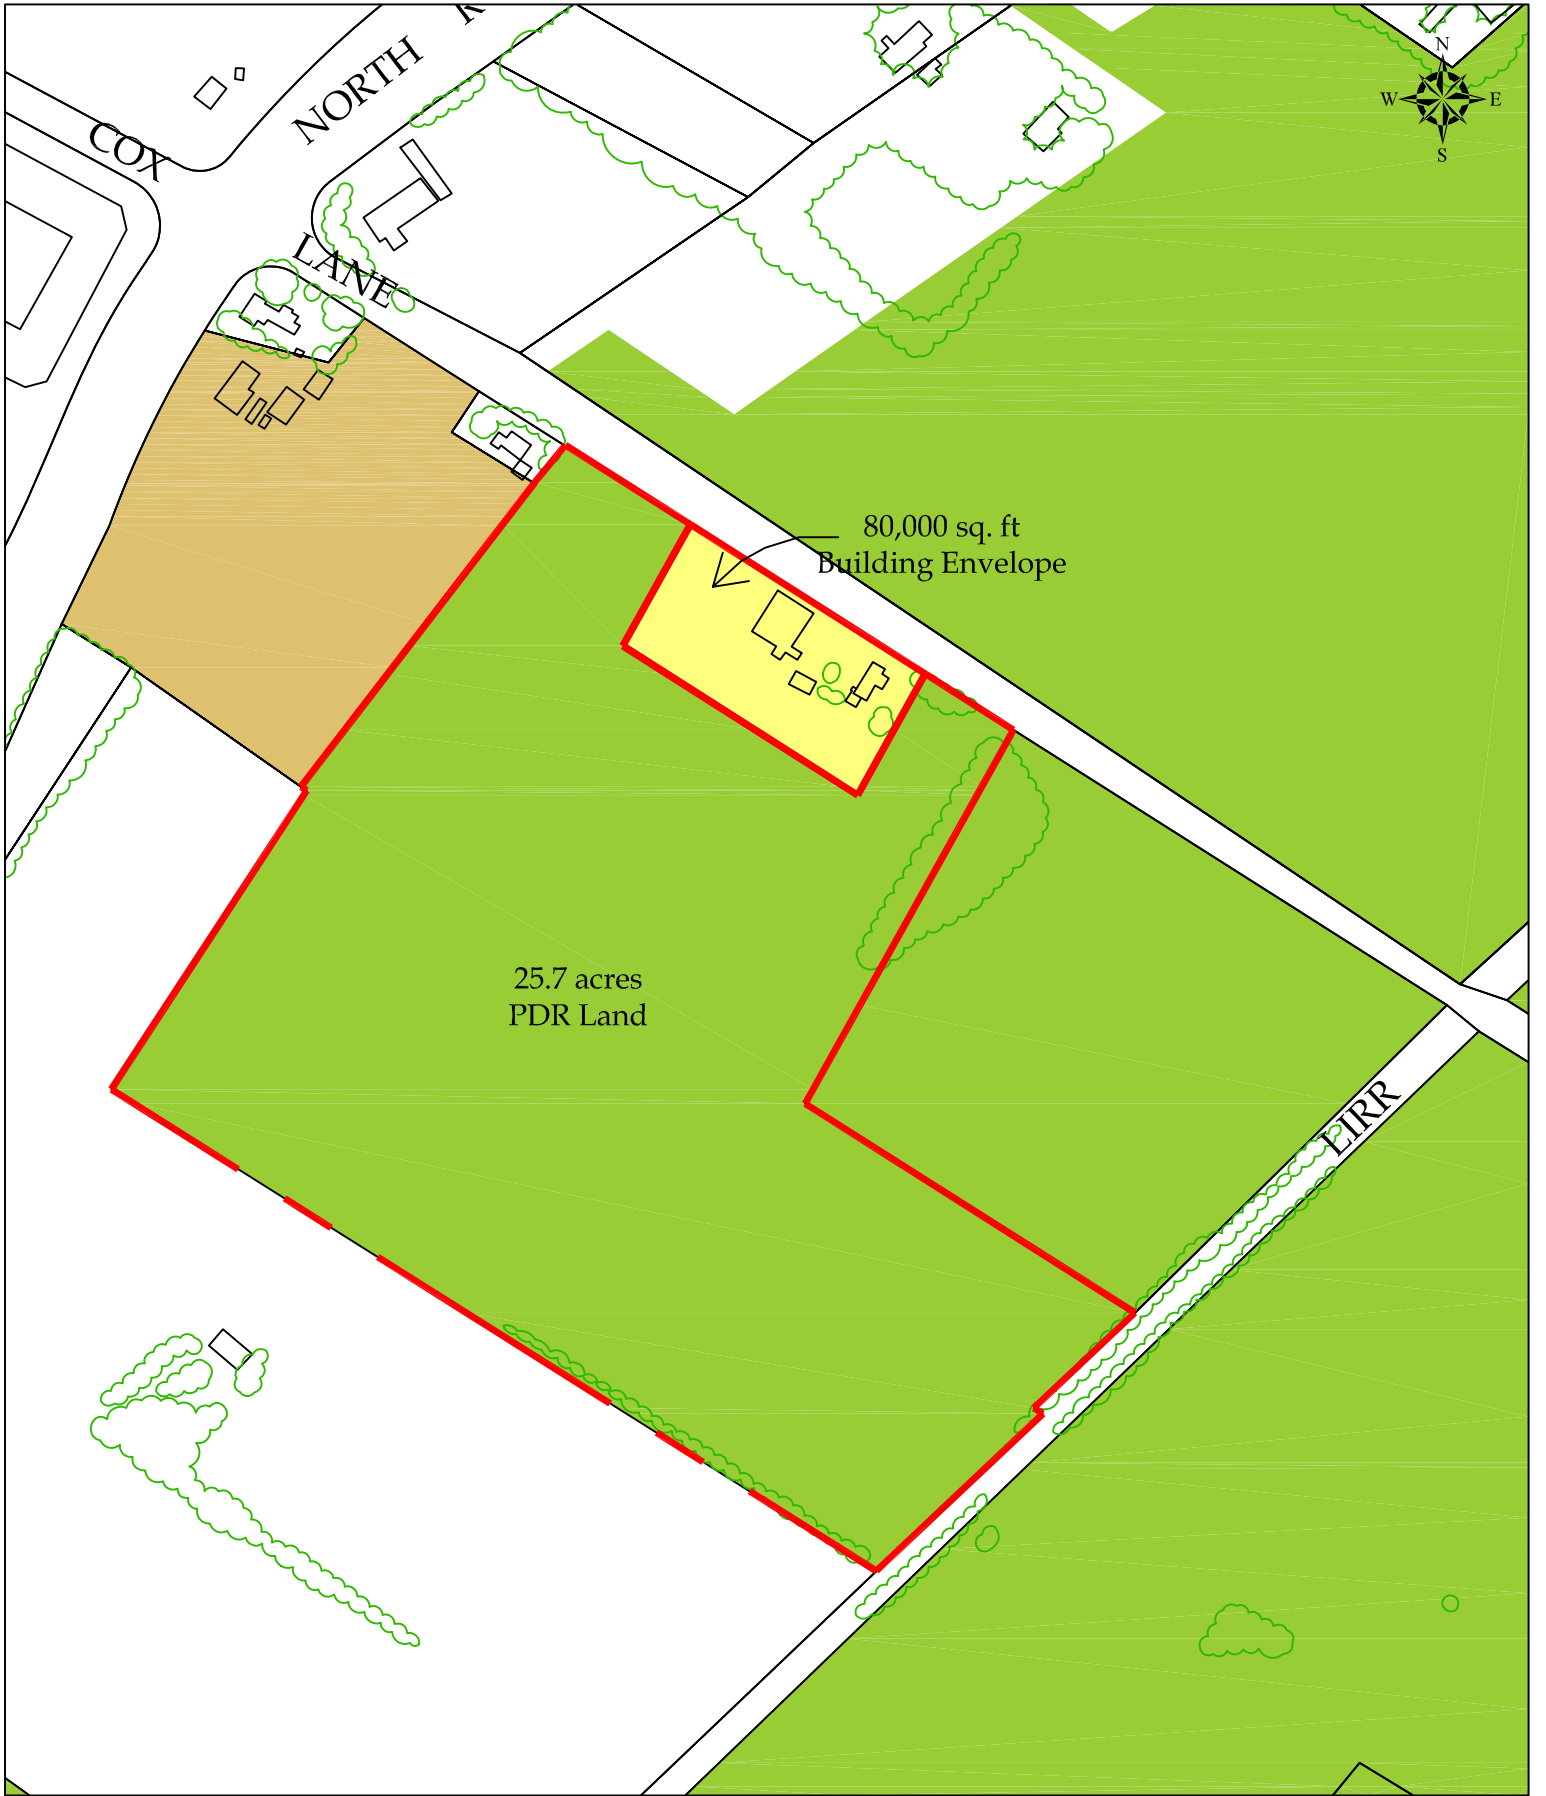 NORTH
COX
LANE
N
W
E
S
80,000 sq. ft
Building Envelope
25.7 acres
PDR Land
LIRR